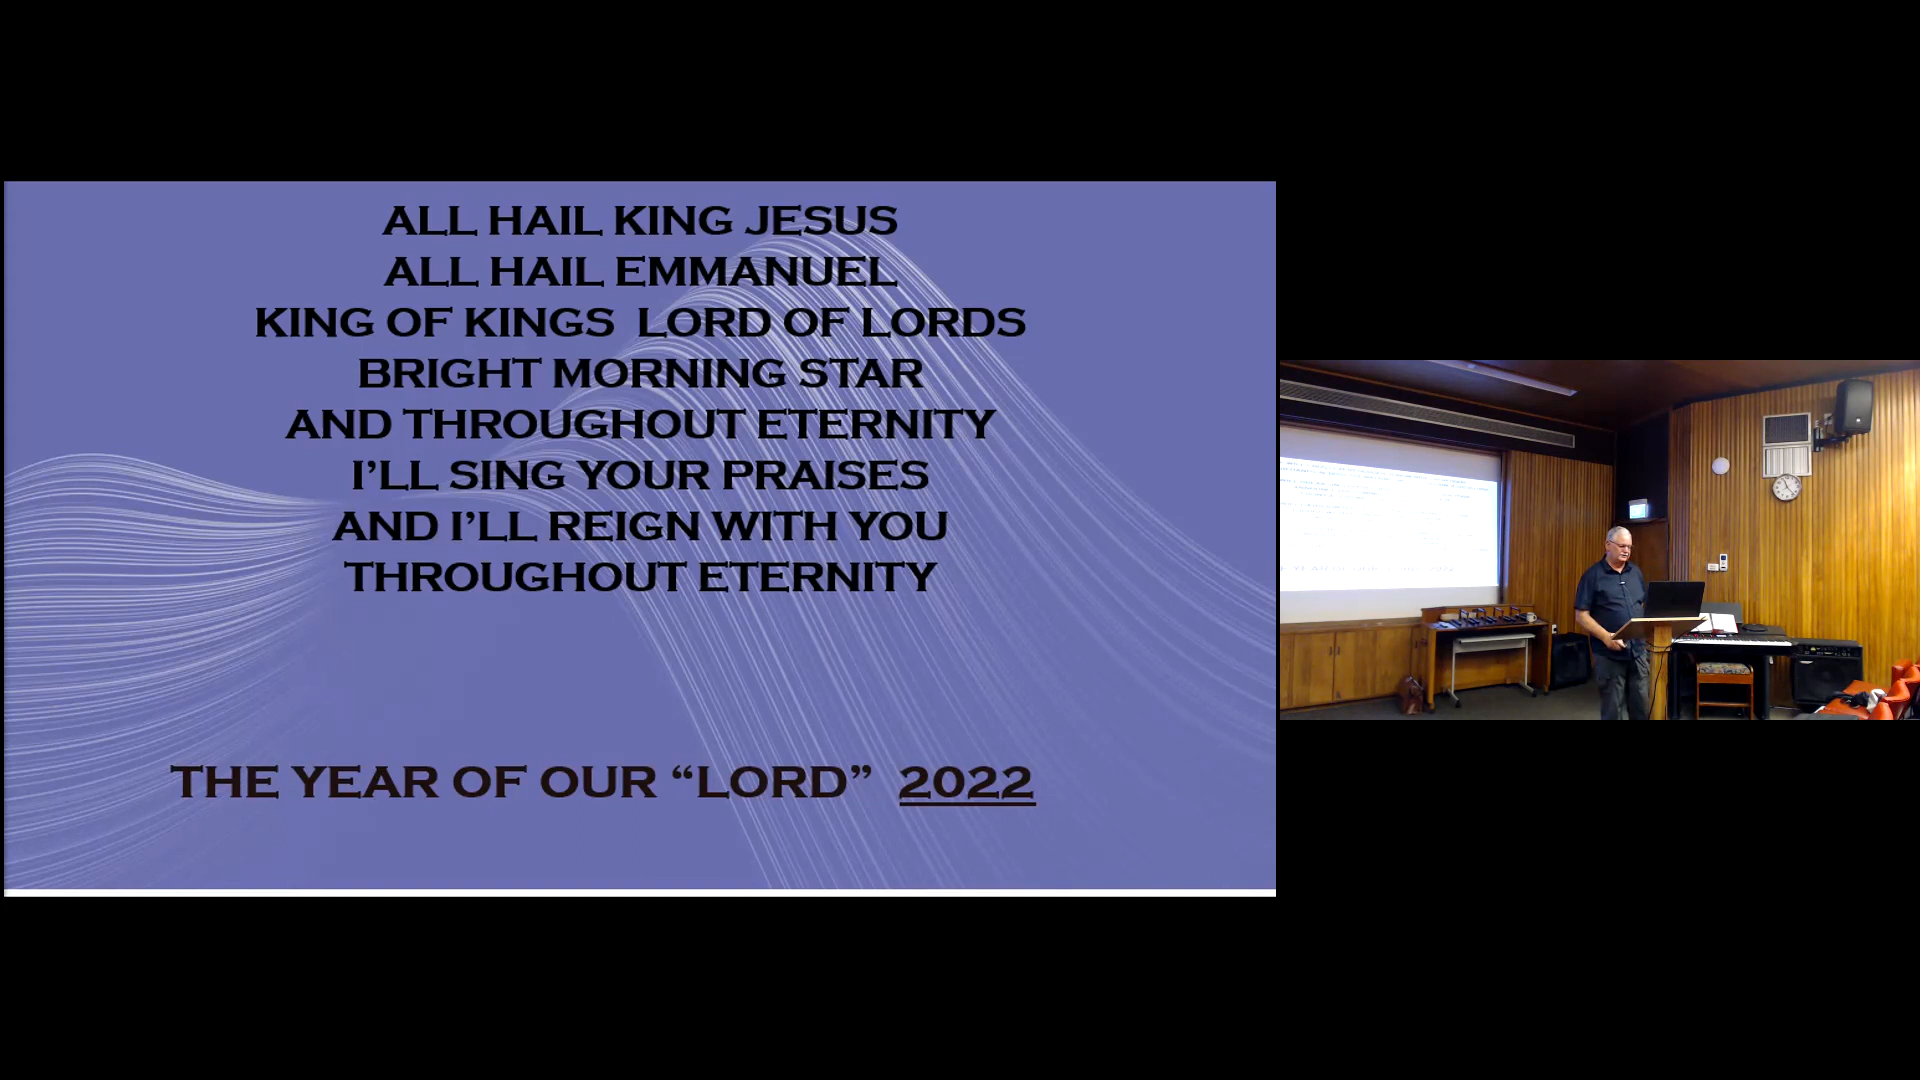 ALL HAIL KING JESUS
ALL HAIL EMMANUEL
KING OF KINGS LORD OF LORDS
BRIGHT MORNING STAR
AND THROUGHOUT ETERNITY
I’LL SING YOUR PRAISES
AND I’LL REIGN WITH YOU
THROUGHOUT ETERNITY
THE YEAR OF OUR “LORD” 2022